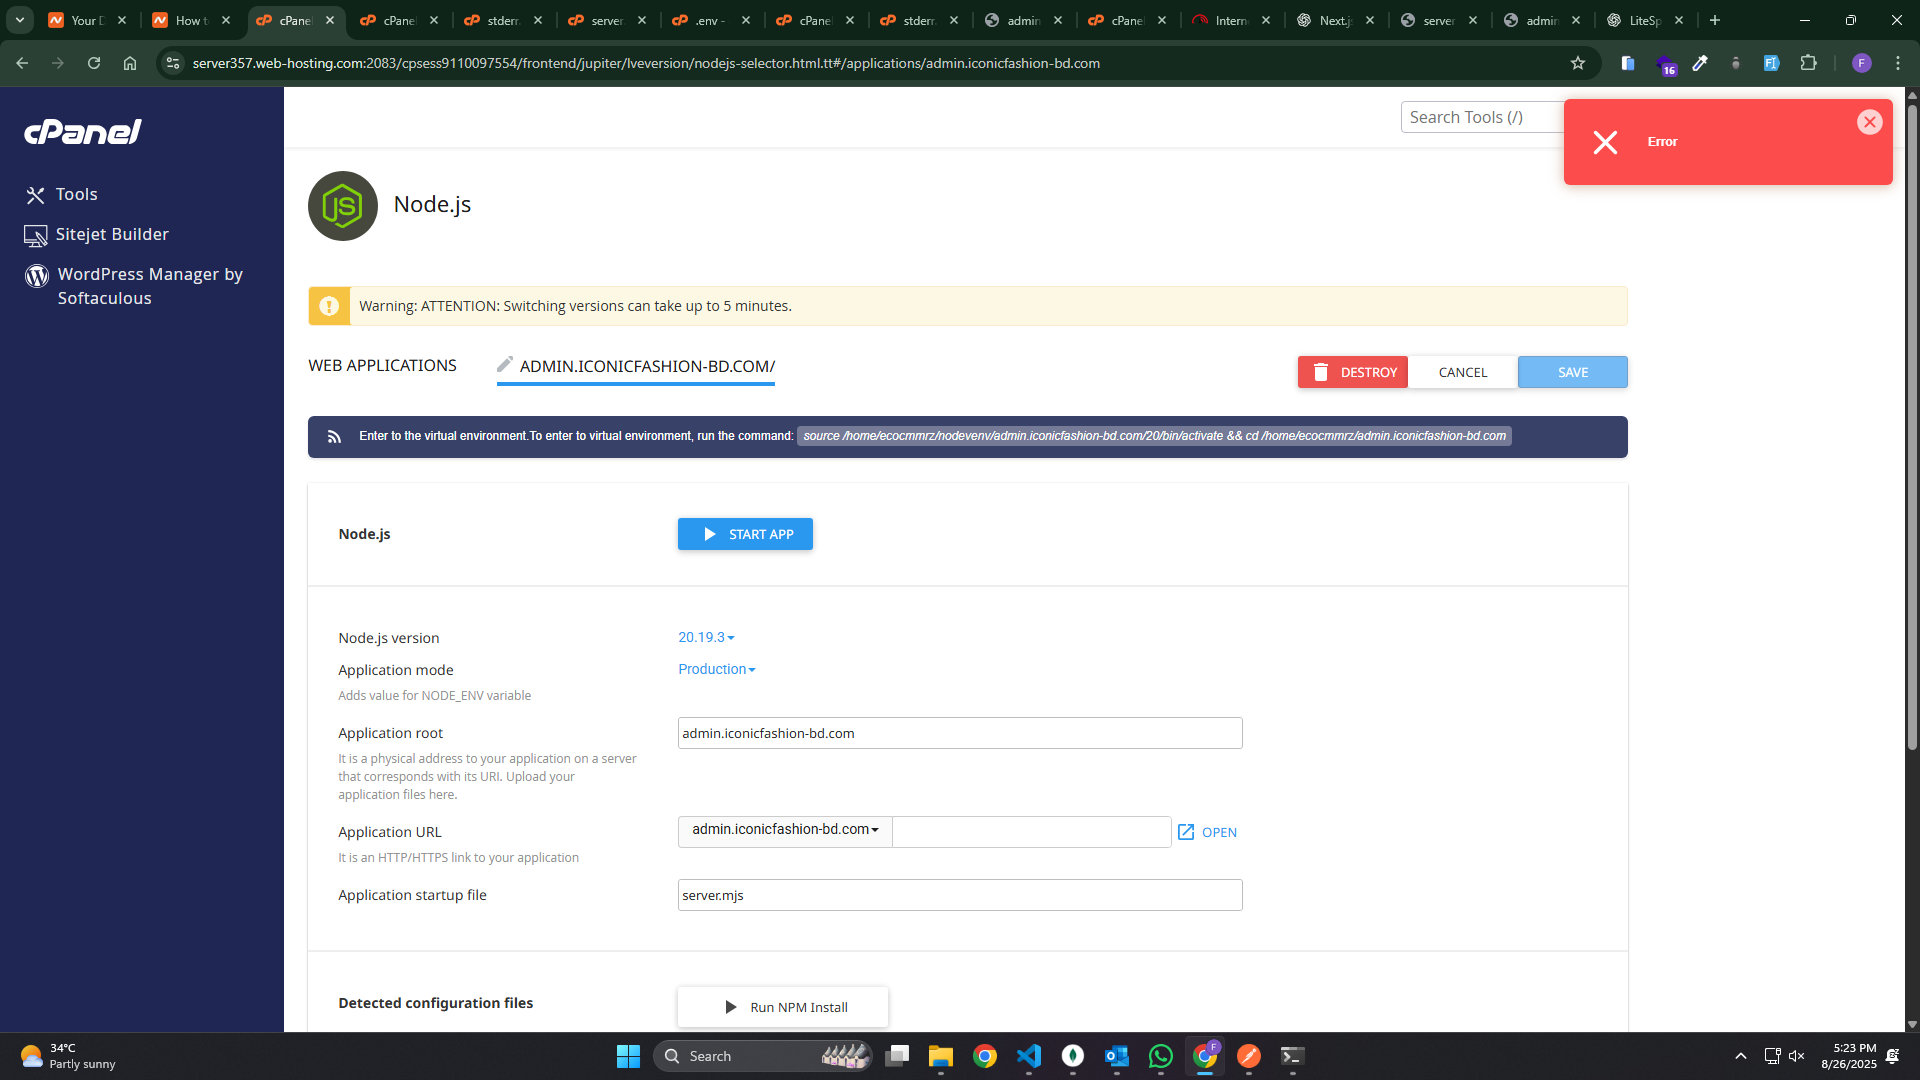 Your D
How t
cPanel
cPanel
stderr.
server.
.env -
cPanel
stderr.
admin
cPanel
Intern
Next.js
server
admin
LiteSp
server357.web-hosting.com:2083/cpsess9110097554/frontend/jupiter/lveversion/nodejs-selector.html.tt#/applications/admin.iconicfashion-bd.com
16
F
cPanel
Search Tools (/)
Error
Tools
Sitejet Builder
WordPress Manager by
Softaculous
JS
Node.js
Warning: ATTENTION: Switching versions can take up to 5 minutes.
WEB APPLICATIONS
ADMIN.ICONICFASHION-BD.COM/
DESTROY
CANCEL
SAVE
Enter to the virtual environment.To enter to virtual environment, run the command: source /home/ecocmmrz/nodevenv/admin.iconicfashion-bd.com/20/bin/activate && cd /home/ecocmmrz/admin.iconicfashion-bd.com
Node.js
START APP
Node.js version
20.19.3
Application mode
Production
Adds value for NODE_ENV variable
Application root
admin.iconicfashion-bd.com
It is a physical address to your application on a server
that corresponds with its URI. Upload your
application files here.
Application URL
admin.iconicfashion-bd.com
OPEN
It is an HTTP/HTTPS link to your application
Application startup file
server.mjs
Detected configuration files
Run NPM Install
34°C
Partly sunny
Search
5:23 PM
8/26/2025